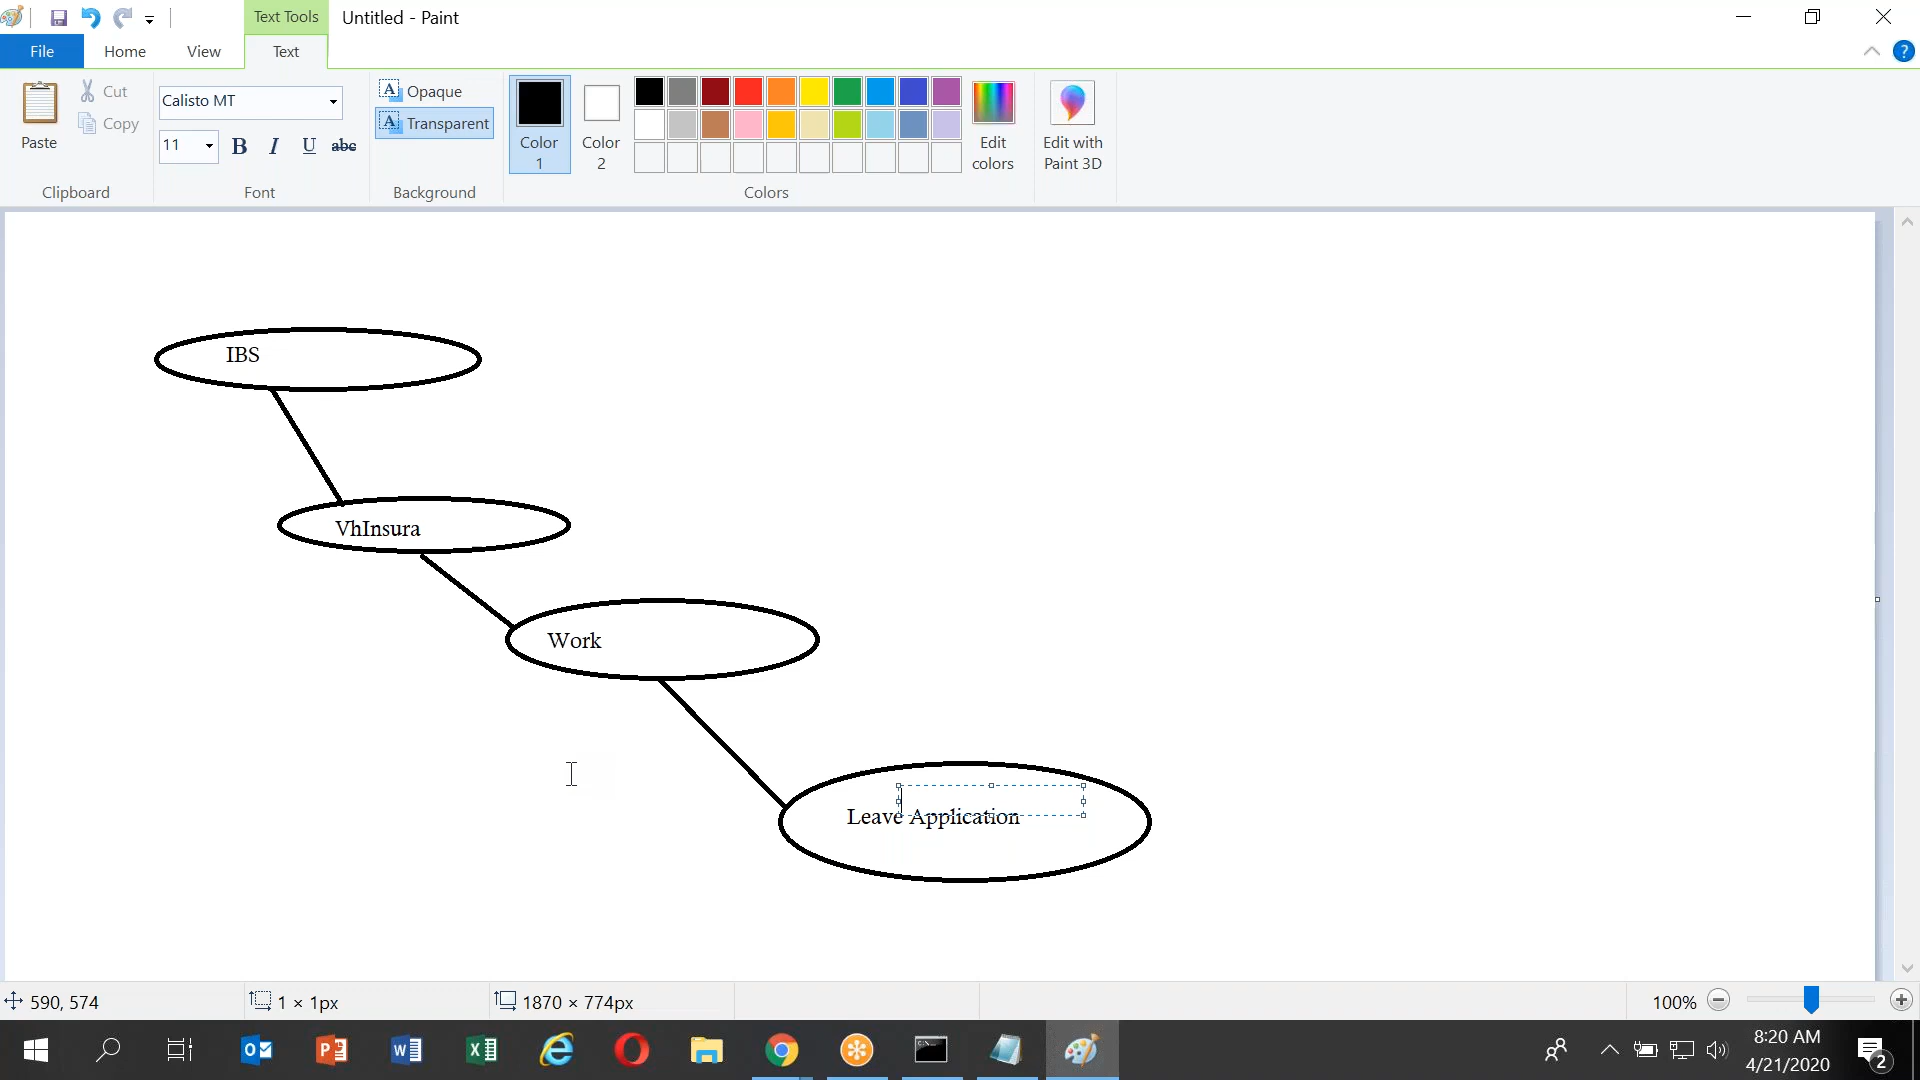 Text Tools
Untitled - Paint
File
Home
View
Text
Paste
Cut
Copy
Clipboard
Calisto MT
11
B I U abc
Font
A Opaque
A Transparent
Background
Color 1
Color 2
Colors
Edit colors
Edit with Paint 3D
?
IBS
VhInsura
Work
Leave Application
590, 574
1 × 1px
1870 × 774px
100%
8:20 AM
4/21/2020
2